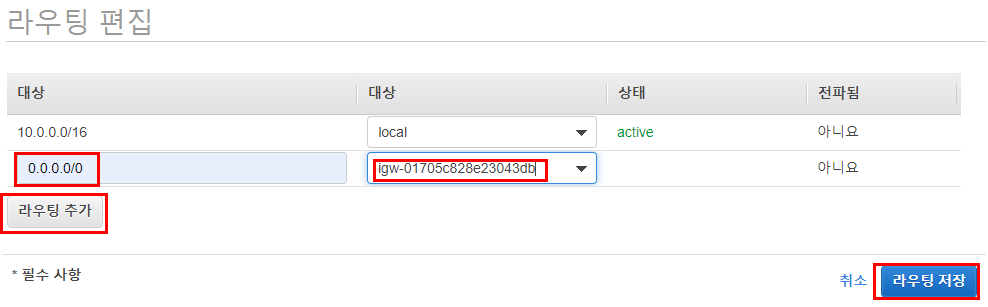 라우팅 편집
대상 대상 상태 전파됨
10.0.0.0/16 local active 아니요
0.0.0.0/0 igw-01705c828e23043db 아니요
라우팅 추가
* 필수 사항 취소 라우팅 저장